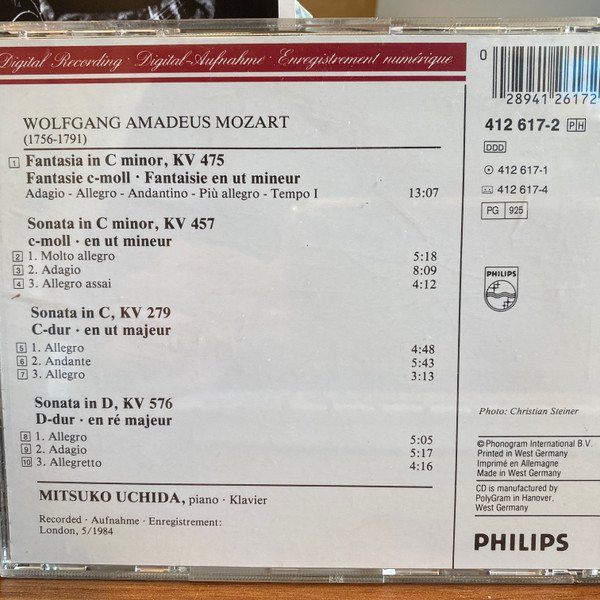 Digital Recording · Digital-Aufnahme · Enregistrement numérique
WOLFGANG AMADEUS MOZART
(1756-1791)
1 Fantasia in C minor, KV 475
Fantasie c-moll · Fantaisie en ut mineur
Adagio - Allegro - Andantino - Più allegro - Tempo I 13:07
Sonata in C minor, KV 457
c-moll · en ut mineur
2 1. Molto allegro 5:18
3 2. Adagio 8:09
4 3. Allegro assai 4:12
Sonata in C, KV 279
C-dur · en ut majeur
5 1. Allegro 4:48
6 2. Andante 5:43
7 3. Allegro 3:13
Sonata in D, KV 576
D-dur · en ré majeur
8 1. Allegro 5:05
9 2. Adagio 5:17
10 3. Allegretto 4:16
MITSUKO UCHIDA, piano · Klavier
Recorded · Aufnahme · Enregistrement:
London, 5/1984
0 28941 26172
412 617-2 PH
DDD
412 617-1
412 617-4
PG 925
PHILIPS
Photo: Christian Steiner
℗ Phonogram International B.V.
Printed in West Germany
Imprimé en Allemagne
Made in West Germany
CD is manufactured by
PolyGram in Hanover,
West Germany
PHILIPS